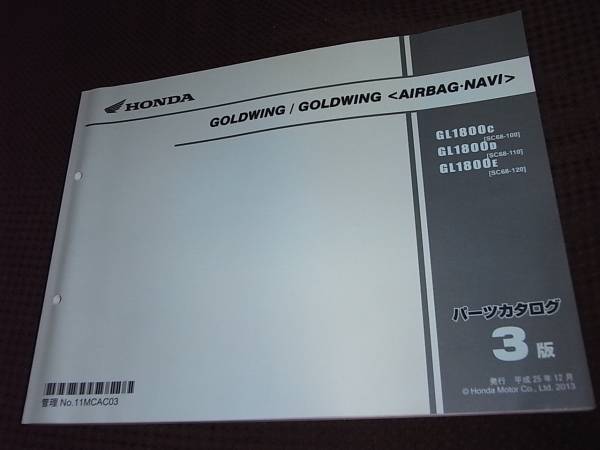 HONDA
GOLDWING / GOLDWING <AIRBAG·NAVI>
GL1800C
[SC68-100]
GL1800D
[SC68-110]
GL1800E
[SC68-120]
パーツカタログ
3版
発行 平成25年12月
© Honda Motor Co., Ltd. 2013
管理 No.11MCAC03